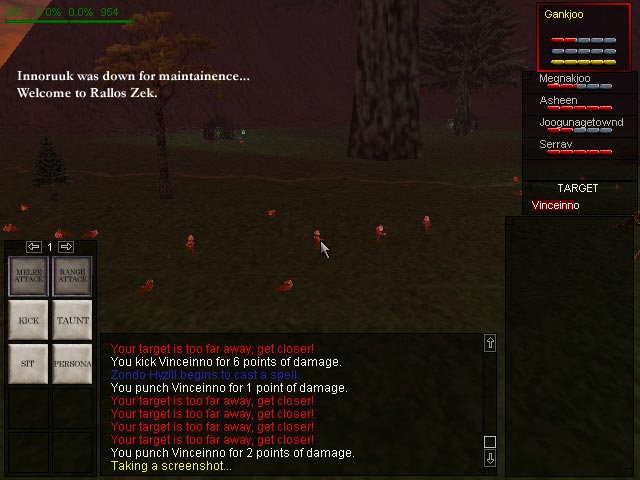 0.0% 0.0% 954
Gankjoo
Innoruuk was down for maintainence...
Welcome to Rallos Zek.
Megnakjoo
Asheen
Joogunagetownd
Serrav
TARGET
Vinceinno
1
MELEE ATTACK
RANGE ATTACK
KICK
TAUNT
SIT
PERSONA
Your target is too far away, get closer!
You kick Vinceinno for 6 points of damage.
Zondo Hyzill begins to cast a spell.
You punch Vinceinno for 1 point of damage.
Your target is too far away, get closer!
Your target is too far away, get closer!
Your target is too far away, get closer!
Your target is too far away, get closer!
You punch Vinceinno for 2 points of damage.
Taking a screenshot...